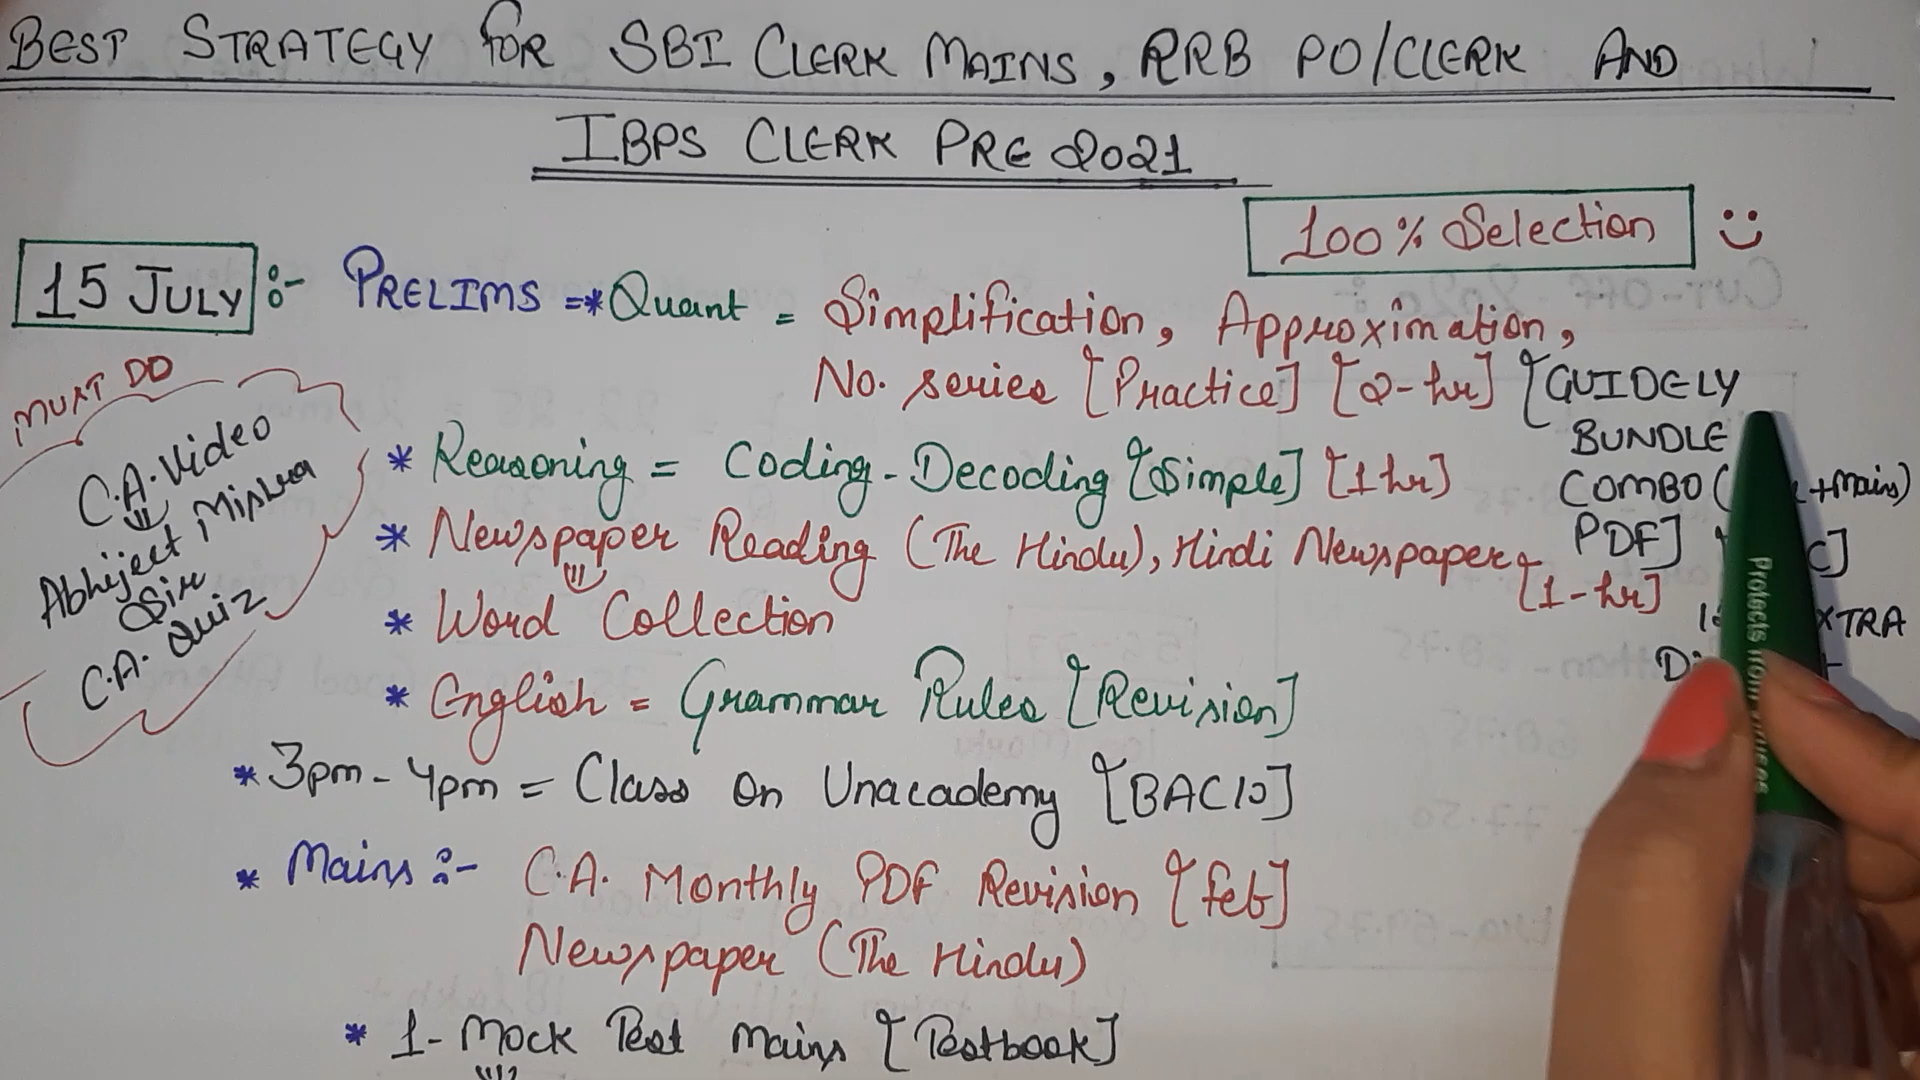 BEST STRATEGY FOR SBI CLERK MAINS, RRB PO/CLERK AND
IBPS CLERK PRE 2021
100% Selection
15 JULY :- PRELIMS =* Quant = Simplification, Approximation,
No. series [Practice] [2-hr] [GUIDELY
BUNDLE
COMBO ( +Mains)
PDF]
MUXT DO
C.A. Video
Abhijeet Mishra
Sir
C.A. Quiz
* Reasoning = Coding-Decoding [Simple] [1hr]
* Newspaper Reading (The Hindu), Hindi Newspaper [1-hr]
* Word Collection
XTRA
* English = Grammar Rules [Revision]
* 3pm-4pm = Class on Unacademy [BAC10]
* Mains :- C.A. Monthly PDF Revision [feb]
Newspaper (The Hindu)
* 1-Mock Test Mains [Testbook]
Protects from